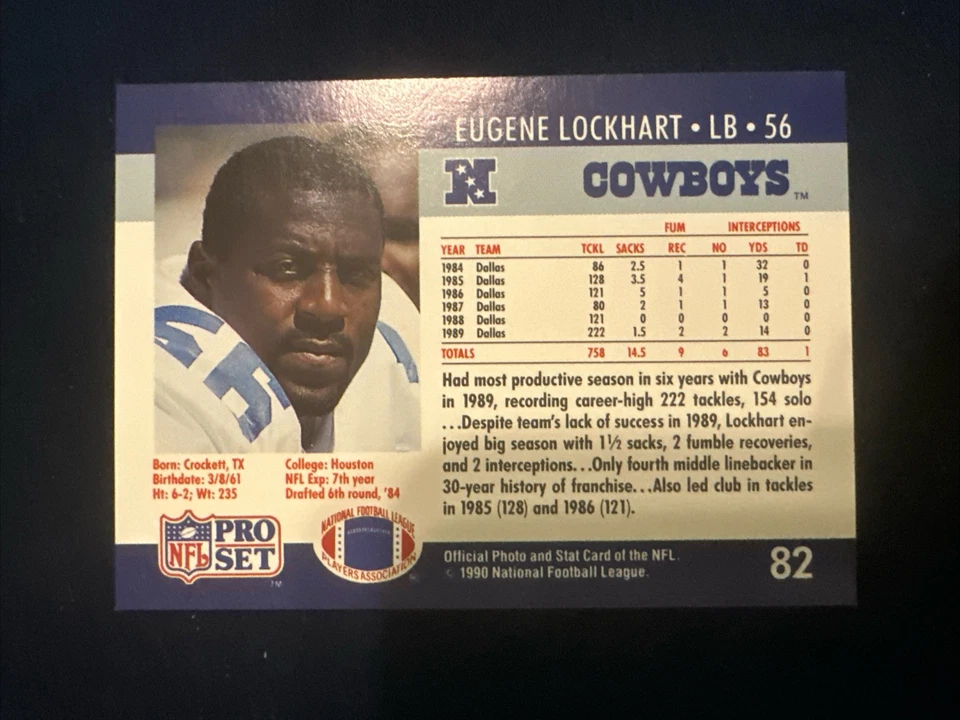 EUGENE LOCKHART • LB • 56
N
COWBOYS™
FUM INTERCEPTIONS
YEAR TEAM TCKL SACKS REC NO YDS TD
1984 Dallas 86 2.5 1 1 32 0
1985 Dallas 128 3.5 4 1 19 1
1986 Dallas 121 5 1 1 5 0
1987 Dallas 80 2 1 1 13 0
1988 Dallas 121 0 0 0 0 0
1989 Dallas 222 1.5 2 2 14 0
TOTALS 758 14.5 9 6 83 1
Had most productive season in six years with Cowboys
in 1989, recording career-high 222 tackles, 154 solo
...Despite team's lack of success in 1989, Lockhart en-
joyed big season with 1½ sacks, 2 fumble recoveries,
and 2 interceptions...Only fourth middle linebacker in
30-year history of franchise...Also led club in tackles
in 1985 (128) and 1986 (121).
Born: Crockett, TX
Birthdate: 3/8/61
Ht: 6-2; Wt: 235
College: Houston
NFL Exp: 7th year
Drafted 6th round, '84
NFL
PRO
SET
™
NATIONAL FOOTBALL LEAGUE
PLAYERS ASSOCIATION
Official Photo and Stat Card of the NFL.
© 1990 National Football League.
82